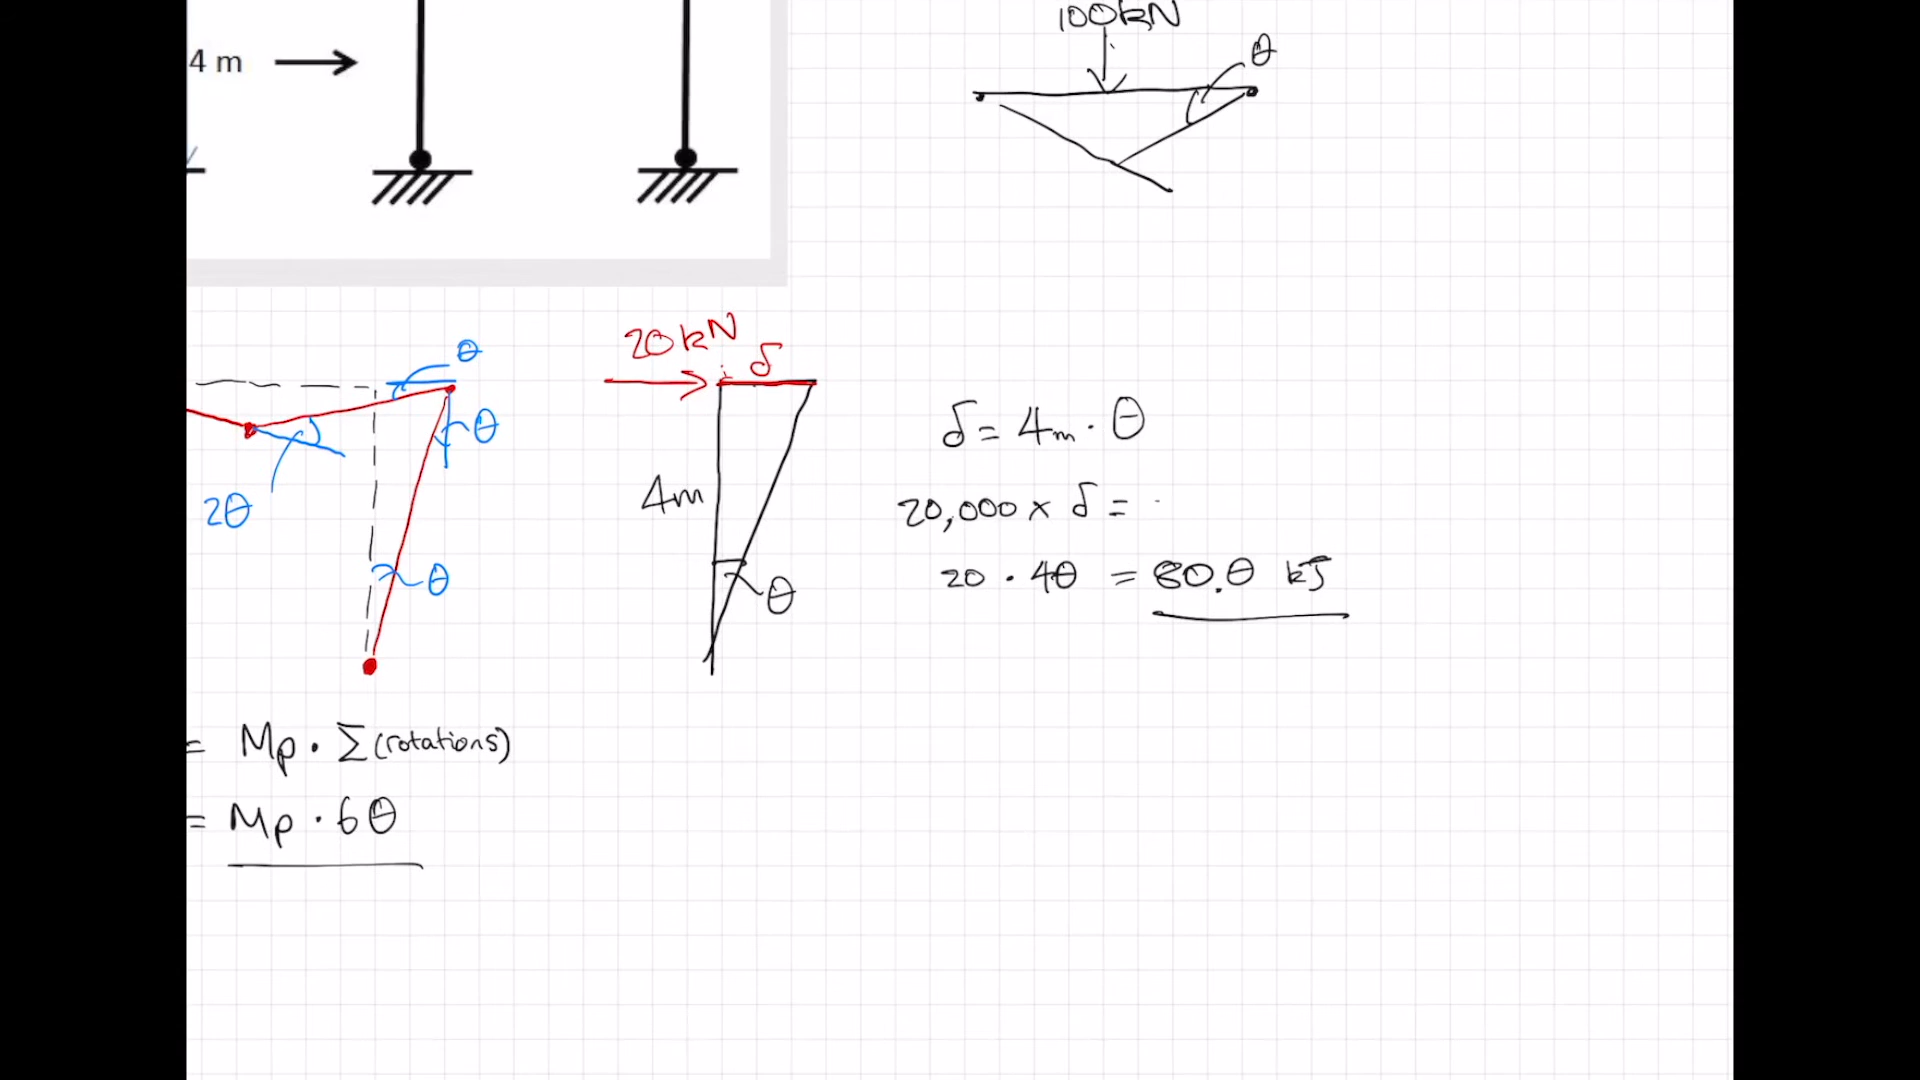 100kN
θ
4 m
20kN
δ
θ
θ
2θ
θ
4m
θ
δ = 4m · θ
20,000 x δ =
20 · 4θ = 80.θ kJ
= Mp · Σ(rotations)
= Mp · 6θ